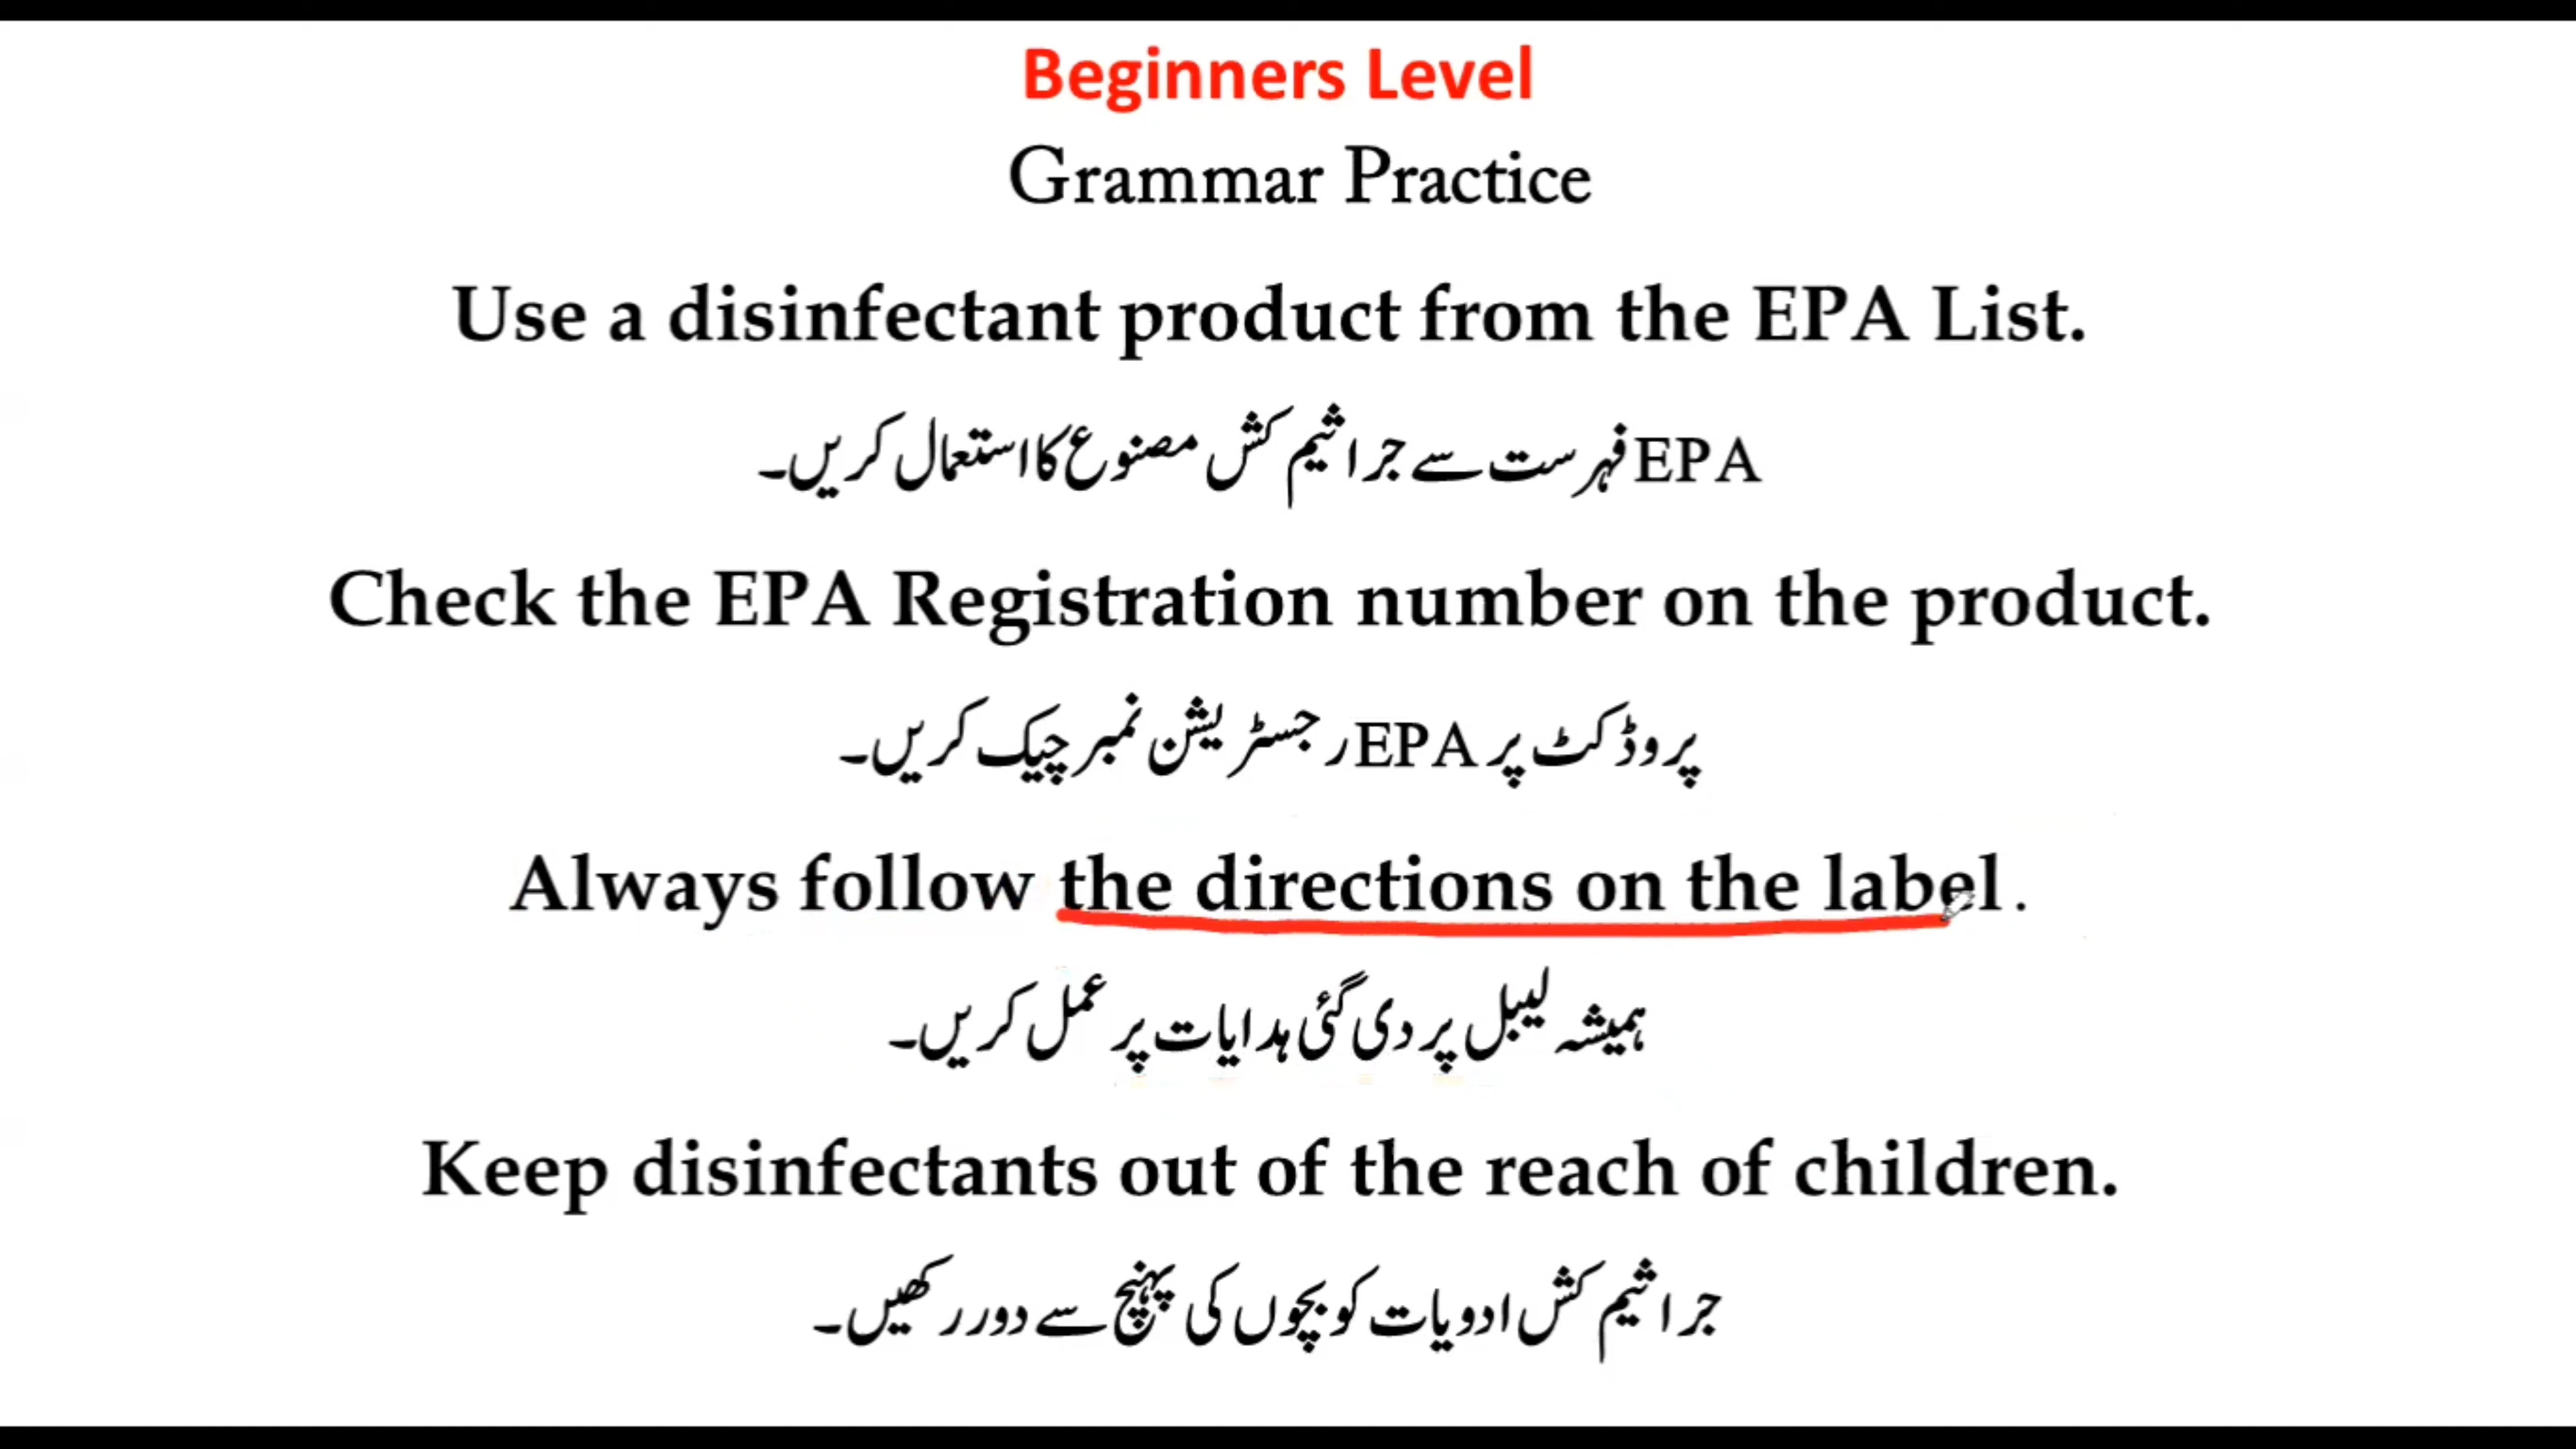 Beginners Level
Grammar Practice
Use a disinfectant product from the EPA List.
EPA فہرست سے جراثیم کش مصنوع کا استعمال کریں۔
Check the EPA Registration number on the product.
پروڈکٹ پر EPA رجسٹریشن نمبر چیک کریں۔
Always follow the directions on the label.
ہمیشہ لیبل پر دی گئی ہدایات پر عمل کریں۔
Keep disinfectants out of the reach of children.
جراثیم کش ادویات کو بچوں کی پہنچ سے دور رکھیں۔